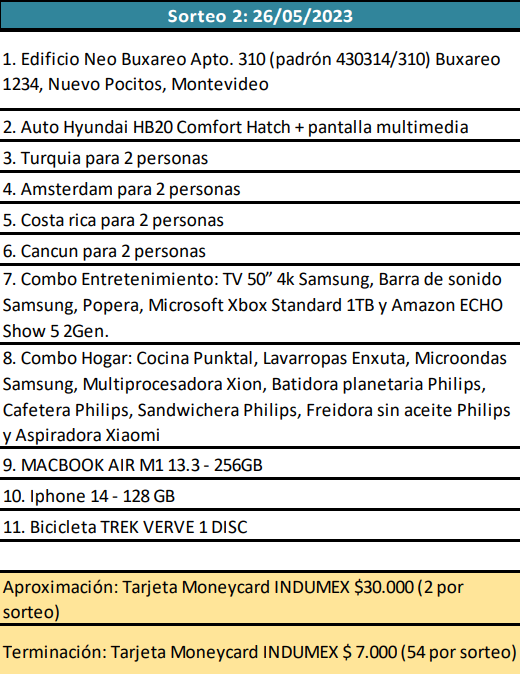 Sorteo 2: 26/05/2023
1. Edificio Neo Buxareo Apto. 310 (padrón 430314/310) Buxareo
1234, Nuevo Pocitos, Montevideo
2. Auto Hyundai HB20 Comfort Hatch + pantalla multimedia
3. Turquia para 2 personas
4. Amsterdam para 2 personas
5. Costa rica para 2 personas
6. Cancun para 2 personas
7. Combo Entretenimiento: TV 50” 4k Samsung, Barra de sonido
Samsung, Popera, Microsoft Xbox Standard 1TB y Amazon ECHO
Show 5 2Gen.
8. Combo Hogar: Cocina Punktal, Lavarropas Enxuta, Microondas
Samsung, Multiprocesadora Xion, Batidora planetaria Philips,
Cafetera Philips, Sandwichera Philips, Freidora sin aceite Philips
y Aspiradora Xiaomi
9. MACBOOK AIR M1 13.3 - 256GB
10. Iphone 14 - 128 GB
11. Bicicleta TREK VERVE 1 DISC
Aproximación: Tarjeta Moneycard INDUMEX $30.000 (2 por
sorteo)
Terminación: Tarjeta Moneycard INDUMEX $ 7.000 (54 por sorteo)